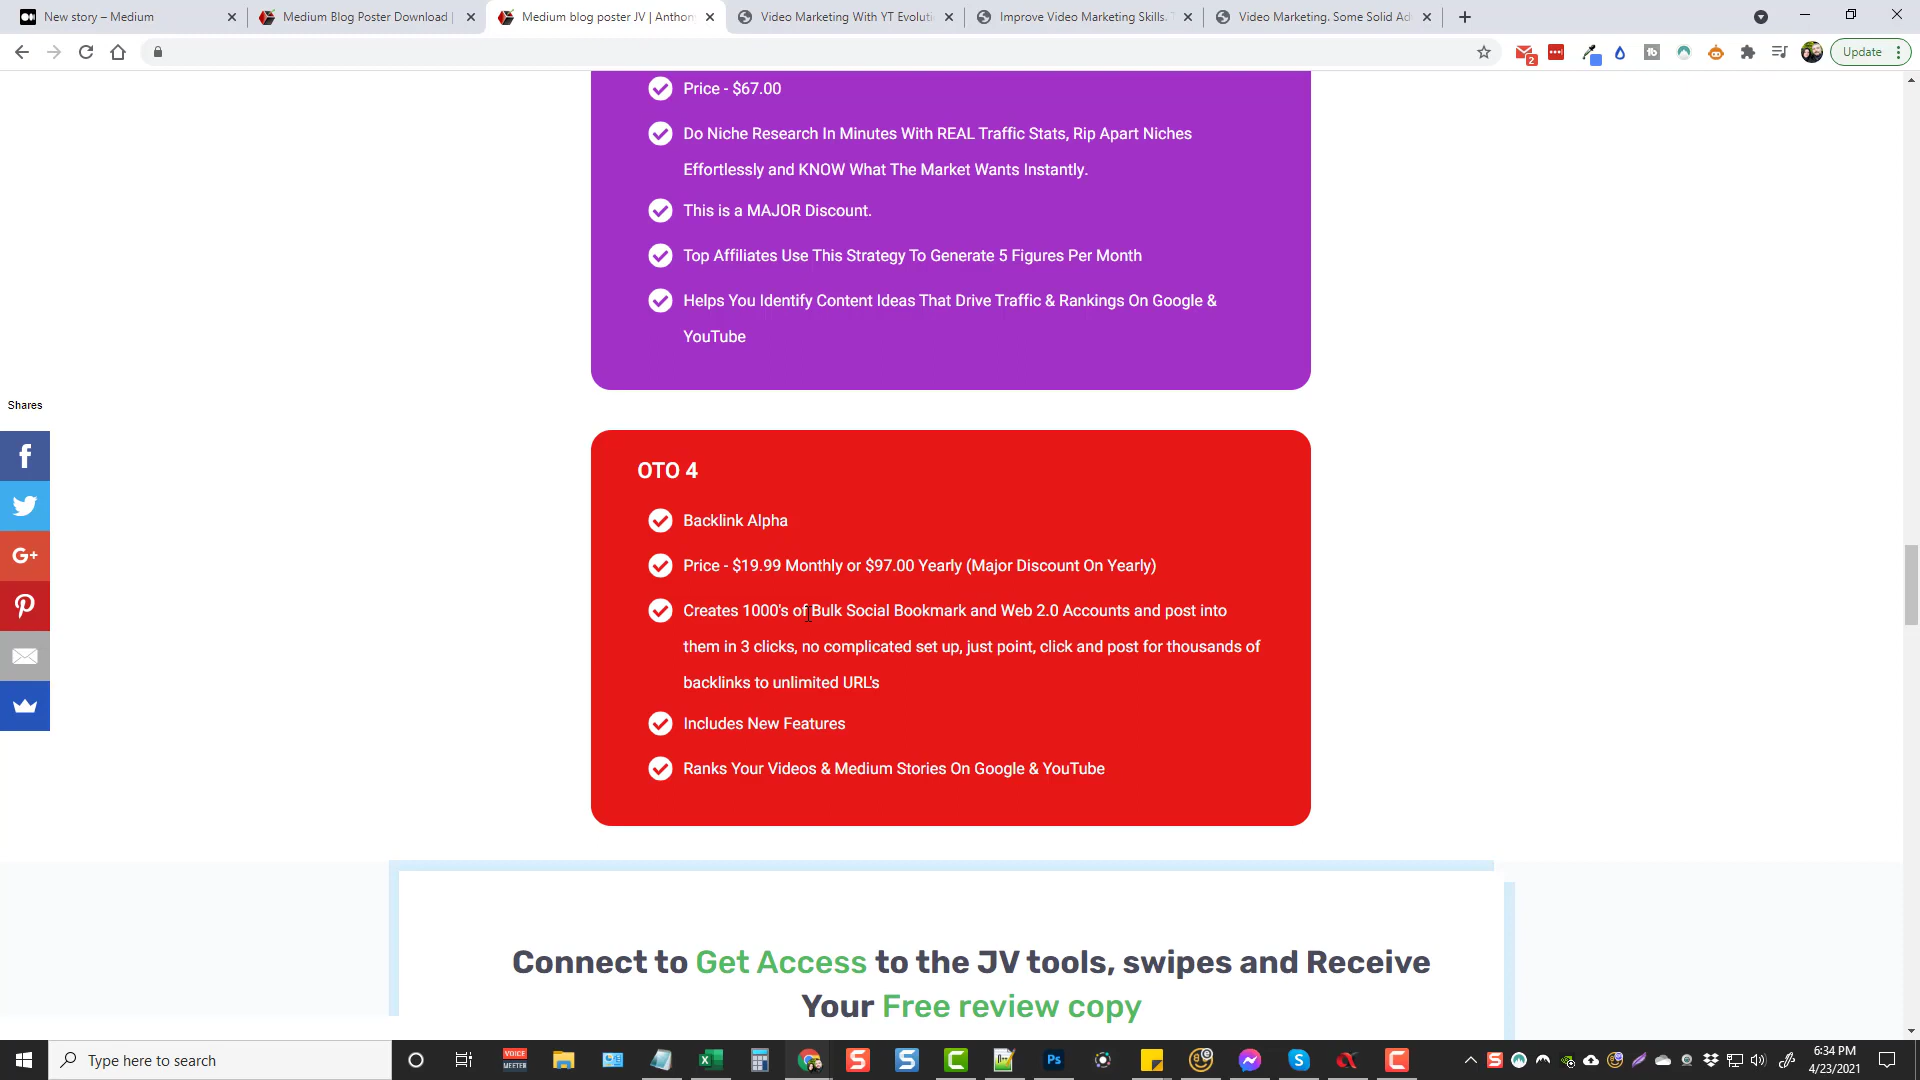 New story – Medium
Medium Blog Poster Download |
Medium blog poster JV | Anthon
Video Marketing With YT Evoluti
Improve Video Marketing Skills. T
Video Marketing. Some Solid Ad
2
Update
Price - $67.00
Do Niche Research In Minutes With REAL Traffic Stats, Rip Apart Niches
Effortlessly and KNOW What The Market Wants Instantly.
This is a MAJOR Discount.
Top Affiliates Use This Strategy To Generate 5 Figures Per Month
Helps You Identify Content Ideas That Drive Traffic & Rankings On Google &
YouTube
Shares
G+
OTO 4
Backlink Alpha
Price - $19.99 Monthly or $97.00 Yearly (Major Discount On Yearly)
Creates 1000's of Bulk Social Bookmark and Web 2.0 Accounts and post into
them in 3 clicks, no complicated set up, just point, click and post for thousands of
backlinks to unlimited URL's
Includes New Features
Ranks Your Videos & Medium Stories On Google & YouTube
Connect to Get Access to the JV tools, swipes and Receive
Your Free review copy
Type here to search
VOICE
MEETER
Ps
6:34 PM
4/23/2021